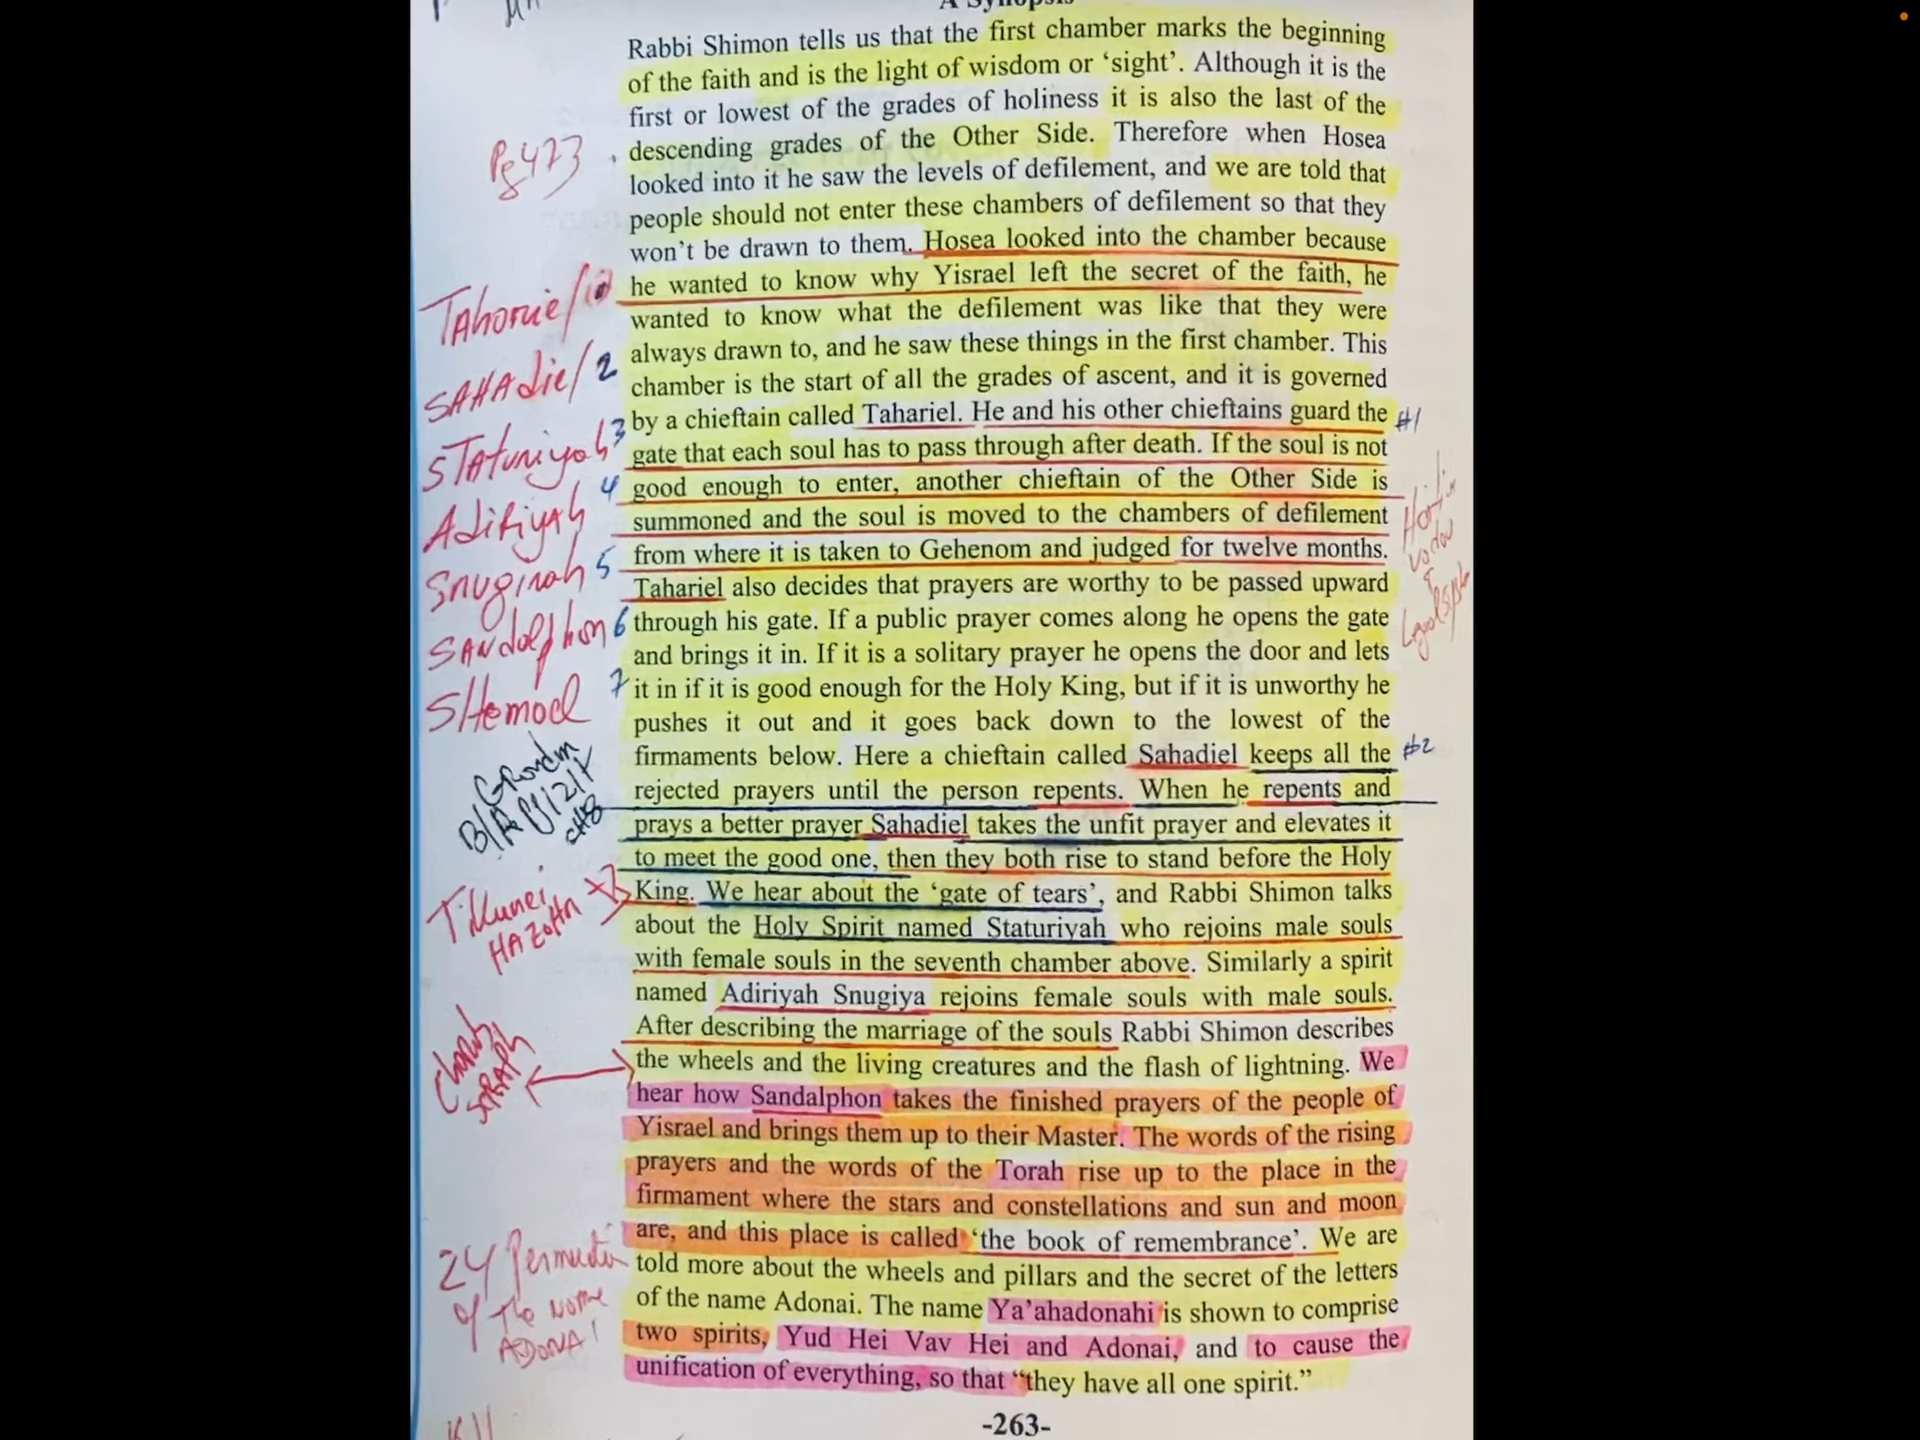 A Synopsis
Rabbi Shimon tells us that the first chamber marks the beginning
of the faith and is the light of wisdom or ‘sight’. Although it is the
first or lowest of the grades of holiness it is also the last of the
descending grades of the Other Side. Therefore when Hosea
looked into it he saw the levels of defilement, and we are told that
people should not enter these chambers of defilement so that they
won’t be drawn to them. Hosea looked into the chamber because
he wanted to know why Yisrael left the secret of the faith, he
wanted to know what the defilement was like that they were
always drawn to, and he saw these things in the first chamber. This
chamber is the start of all the grades of ascent, and it is governed
by a chieftain called Tahariel. He and his other chieftains guard the
gate that each soul has to pass through after death. If the soul is not
good enough to enter, another chieftain of the Other Side is
summoned and the soul is moved to the chambers of defilement
from where it is taken to Gehenom and judged for twelve months.
Tahariel also decides that prayers are worthy to be passed upward
through his gate. If a public prayer comes along he opens the gate
and brings it in. If it is a solitary prayer he opens the door and lets
it in if it is good enough for the Holy King, but if it is unworthy he
pushes it out and it goes back down to the lowest of the
firmaments below. Here a chieftain called Sahadiel keeps all the
rejected prayers until the person repents. When he repents and
prays a better prayer Sahadiel takes the unfit prayer and elevates it
to meet the good one, then they both rise to stand before the Holy
King. We hear about the ‘gate of tears’, and Rabbi Shimon talks
about the Holy Spirit named Staturiyah who rejoins male souls
with female souls in the seventh chamber above. Similarly a spirit
named Adiriyah Snugiya rejoins female souls with male souls.
After describing the marriage of the souls Rabbi Shimon describes
the wheels and the living creatures and the flash of lightning. We
hear how Sandalphon takes the finished prayers of the people of
Yisrael and brings them up to their Master. The words of the rising
prayers and the words of the Torah rise up to the place in the
firmament where the stars and constellations and sun and moon
are, and this place is called ‘the book of remembrance’. We are
told more about the wheels and pillars and the secret of the letters
of the name Adonai. The name Ya’ahadonahi is shown to comprise
two spirits, Yud Hei Vav Hei and Adonai, and to cause the
unification of everything, so that “they have all one spirit.”
-263-
Pg 473
SAHAdiel 2
STATuriyah 3
4
AdiRiyAh
5
SANdolphon 6
7
#1
#2
Tikunei
HAZOHA
24
of The Name
ADONAI